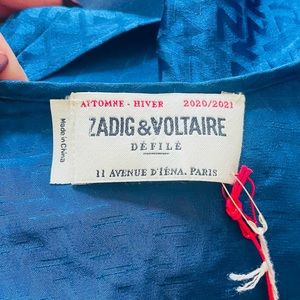 AUTOMNE - HIVER 2020/2021
ZADIG & VOLTAIRE
DÉFILÉ
11 AVENUE D'IÉNA, PARIS
Made in China